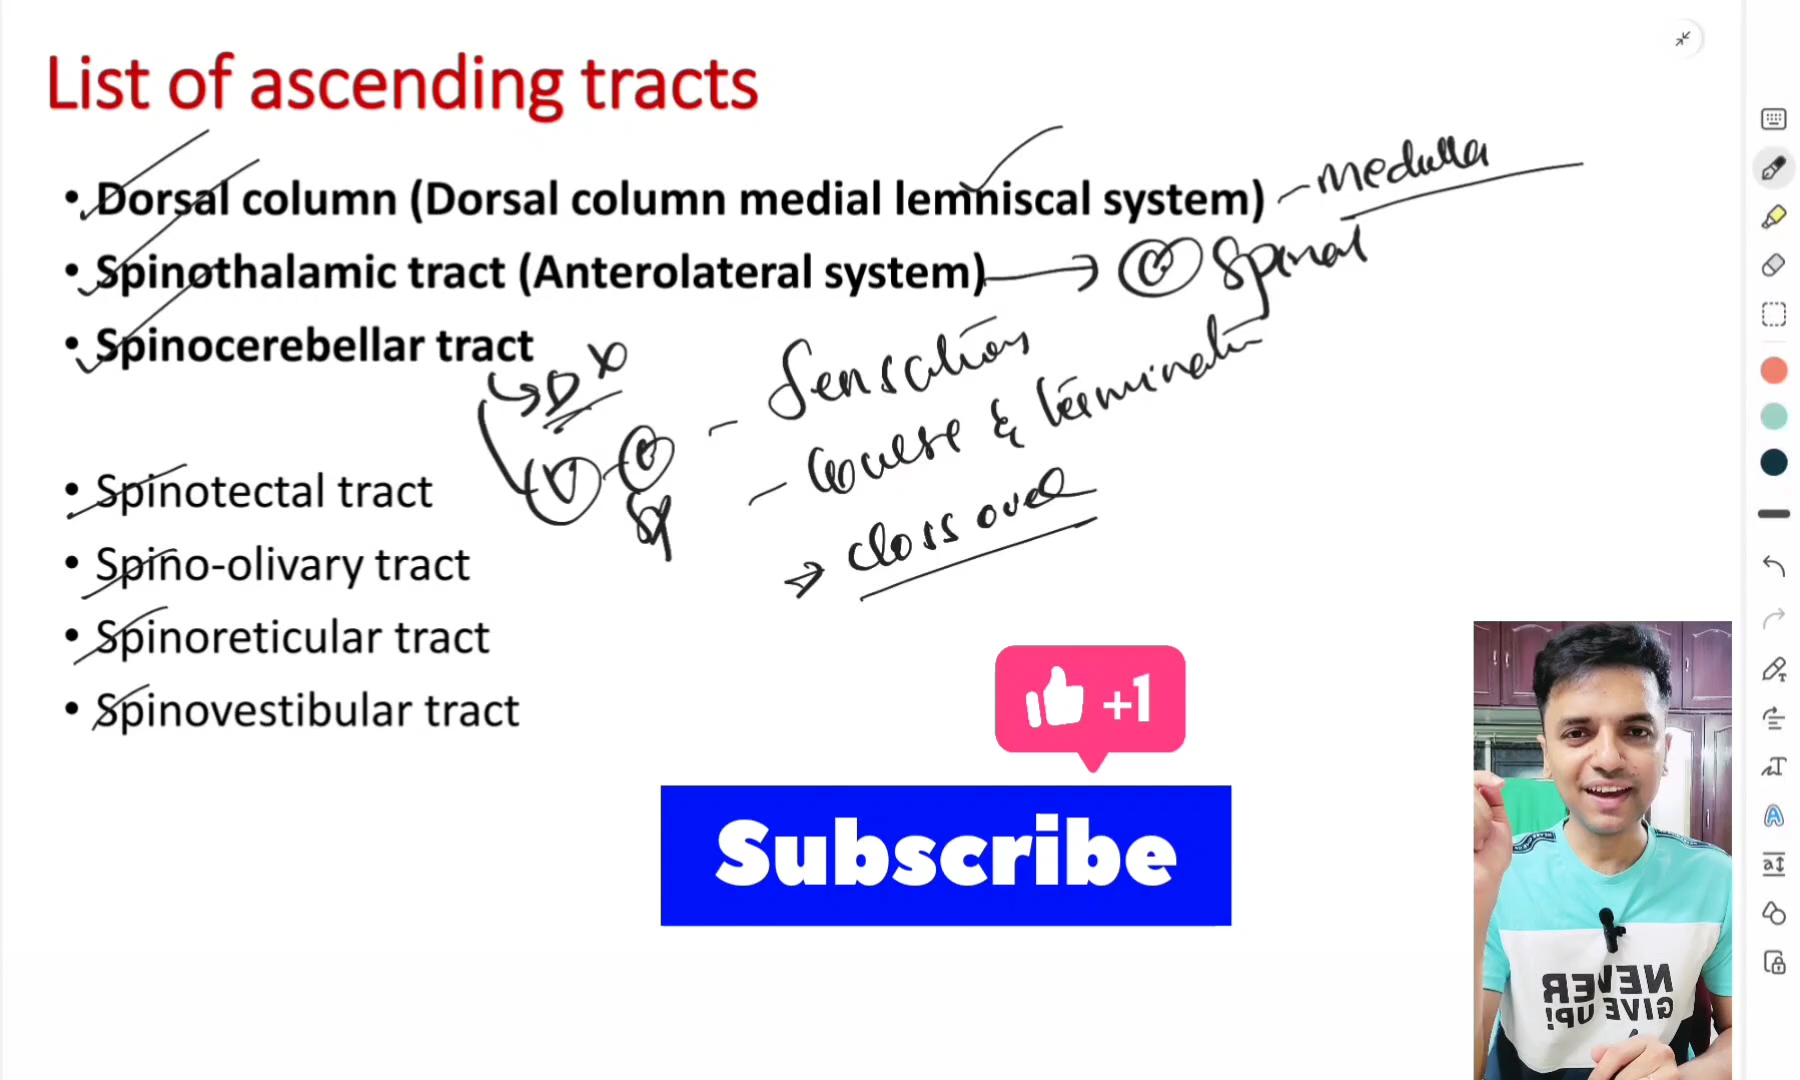 List of ascending tracts
• Dorsal column (Dorsal column medial lemniscal system) - medulla
• Spinothalamic tract (Anterolateral system) → C Spinal
• Spinocerebellar tract
D X
V - C
- Sensation
- Course & termination
→ Cross over
• Spinotectal tract
• Spino-olivary tract
• Spinoreticular tract
• Spinovestibular tract
+1
Subscribe
NEVER
GIVE UP!